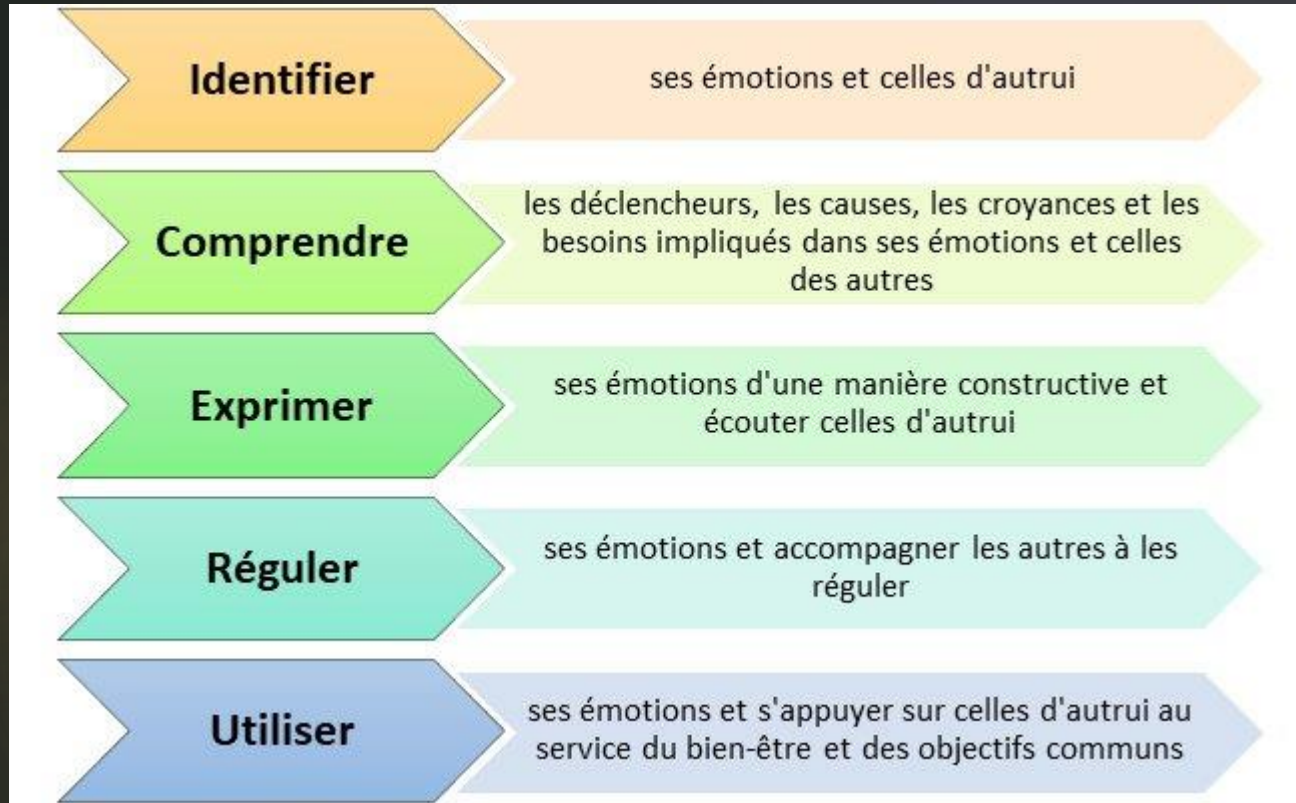 Identifier
ses émotions et celles d'autrui
Comprendre
les déclencheurs, les causes, les croyances et les
besoins impliqués dans ses émotions et celles
des autres
Exprimer
ses émotions d'une manière constructive et
écouter celles d'autrui
Réguler
ses émotions et accompagner les autres à les
réguler
Utiliser
ses émotions et s'appuyer sur celles d'autrui au
service du bien-être et des objectifs communs